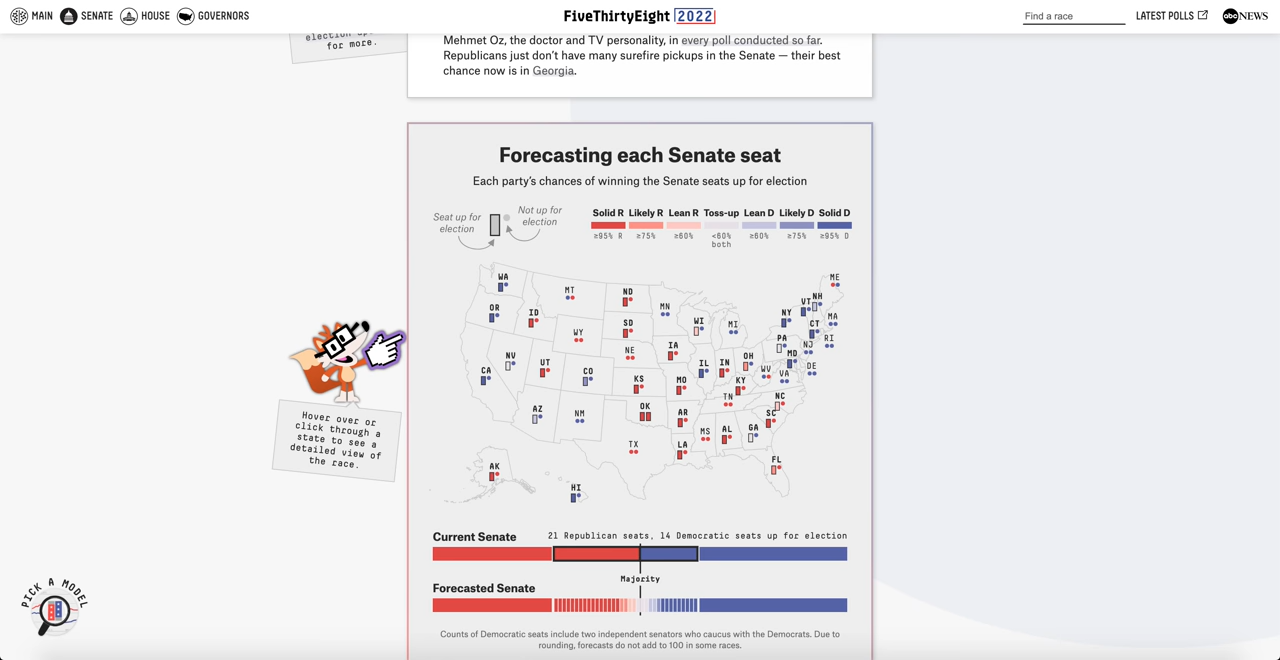 MAIN SENATE HOUSE GOVERNORS
FiveThirtyEight 2022
Find a race
LATEST POLLS
abc NEWS
for more.
Mehmet Oz, the doctor and TV personality, in every poll conducted so far.
Republicans just don't have many surefire pickups in the Senate — their best
chance now is in Georgia.
Forecasting each Senate seat
Each party's chances of winning the Senate seats up for election
Seat up for
election
Not up for
election
Solid R Likely R Lean R Toss-up Lean D Likely D Solid D
≥95% R ≥75% ≥60% <60% ≥60% ≥75% ≥95% D
both
WA
MT
ND
ME
OR
ID
MN
VT
NH
WY
SD
WI
MI
NY
MA
CT
NV
UT
NE
IA
PA
NJ
RI
CA
CO
KS
MO
IL
IN
OH
WV
MD
VA
DE
KY
AZ
NM
OK
AR
TN
NC
SC
TX
LA
MS
AL
GA
AK
HI
FL
Hover over or
click through a
state to see a
detailed view of
the race.
Current Senate
21 Republican seats, 14 Democratic seats up for election
Majority
Forecasted Senate
Counts of Democratic seats include two independent senators who caucus with the Democrats. Due to
rounding, forecasts do not add to 100 in some races.
PICK A MODEL